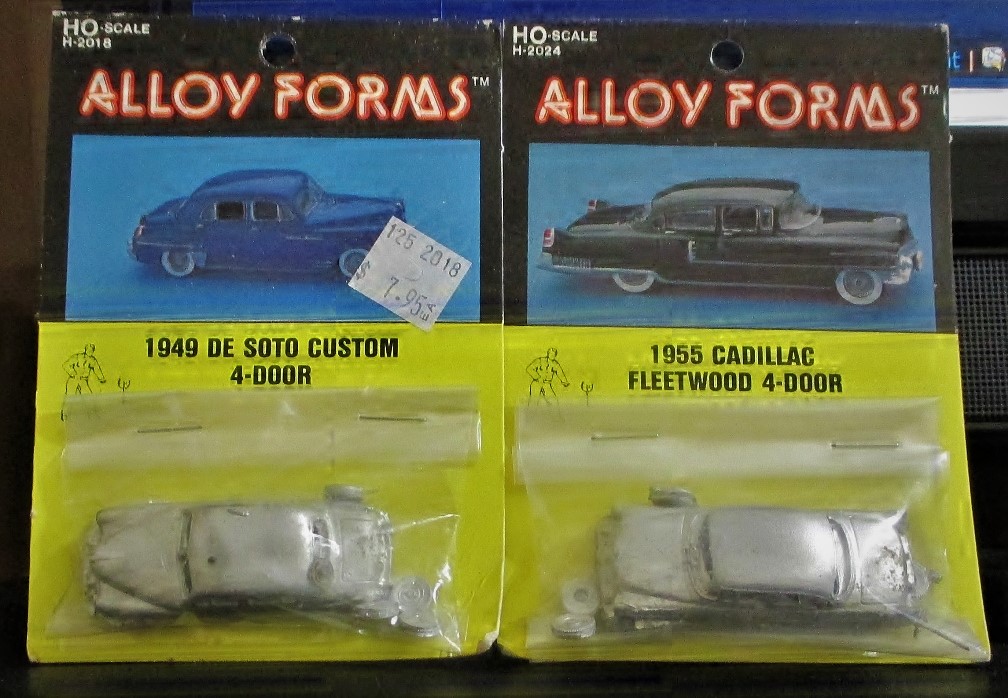 HO-SCALE
H-2018
ALLOY FORMS™
125 2018
$ 7.95 EA
1949 DE SOTO CUSTOM
4-DOOR
HO-SCALE
H-2024
ALLOY FORMS™
1955 CADILLAC
FLEETWOOD 4-DOOR